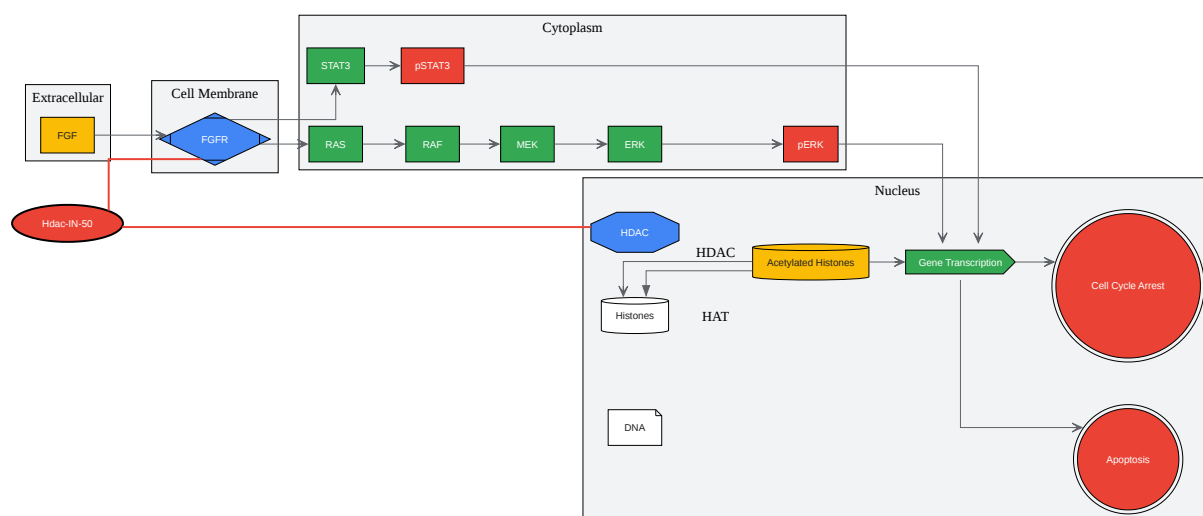 Cytoplasm
STAT3
pSTAT3
Extracellular
Cell Membrane
FGF
FGFR
RAS
RAF
MEK
ERK
pERK
Nucleus
Hdac-IN-50
HDAC
HDAC
Acetylated Histones
Gene Transcription
Cell Cycle Arrest
Histones
HAT
DNA
Apoptosis